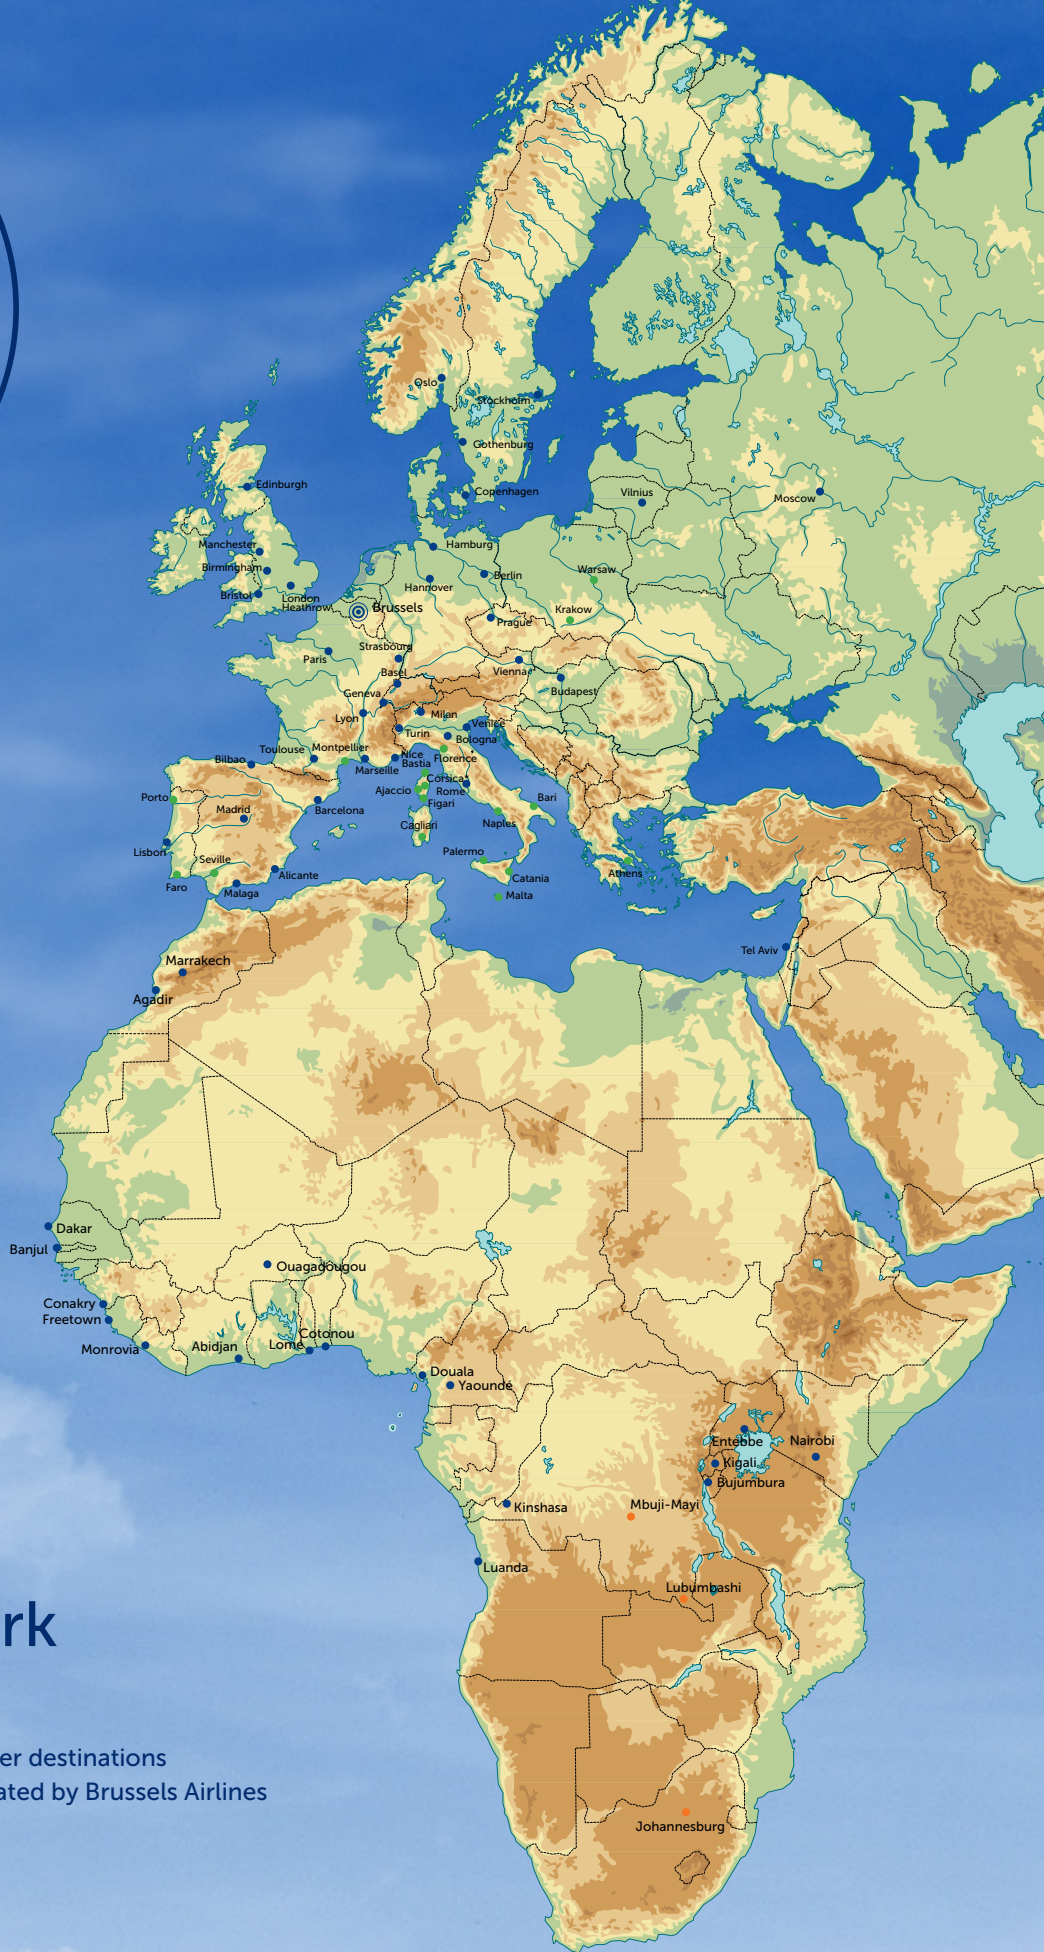 Oslo
Stockholm
Gothenburg
Edinburgh
Copenhagen
Vilnius
Moscow
Manchester
Hamburg
Birmingham
Berlin
Warsaw
Hannover
Bristol
London
Heathrow
Brussels
Krakow
Prague
Strasbourg
Paris
Basel
Vienna
Geneva
Budapest
Lyon
Milan
Venice
Turin
Bologna
Toulouse
Montpellier
Nice
Florence
Bilbao
Marseille
Bastia
Corsica
Ajaccio
Rome
Figari
Porto
Madrid
Barcelona
Bari
Cagliari
Naples
Lisbon
Seville
Palermo
Alicante
Catania
Athens
Faro
Malaga
Malta
Tel Aviv
Marrakech
Agadir
Dakar
Banjul
Ouagadougou
Conakry
Freetown
Monrovia
Abidjan
Lomé
Cotonou
Douala
Yaoundé
Entebbe
Nairobi
Kigali
Bujumbura
Kinshasa
Mbuji-Mayi
Luanda
Lubumbashi
rk
er destinations
ated by Brussels Airlines
Johannesburg